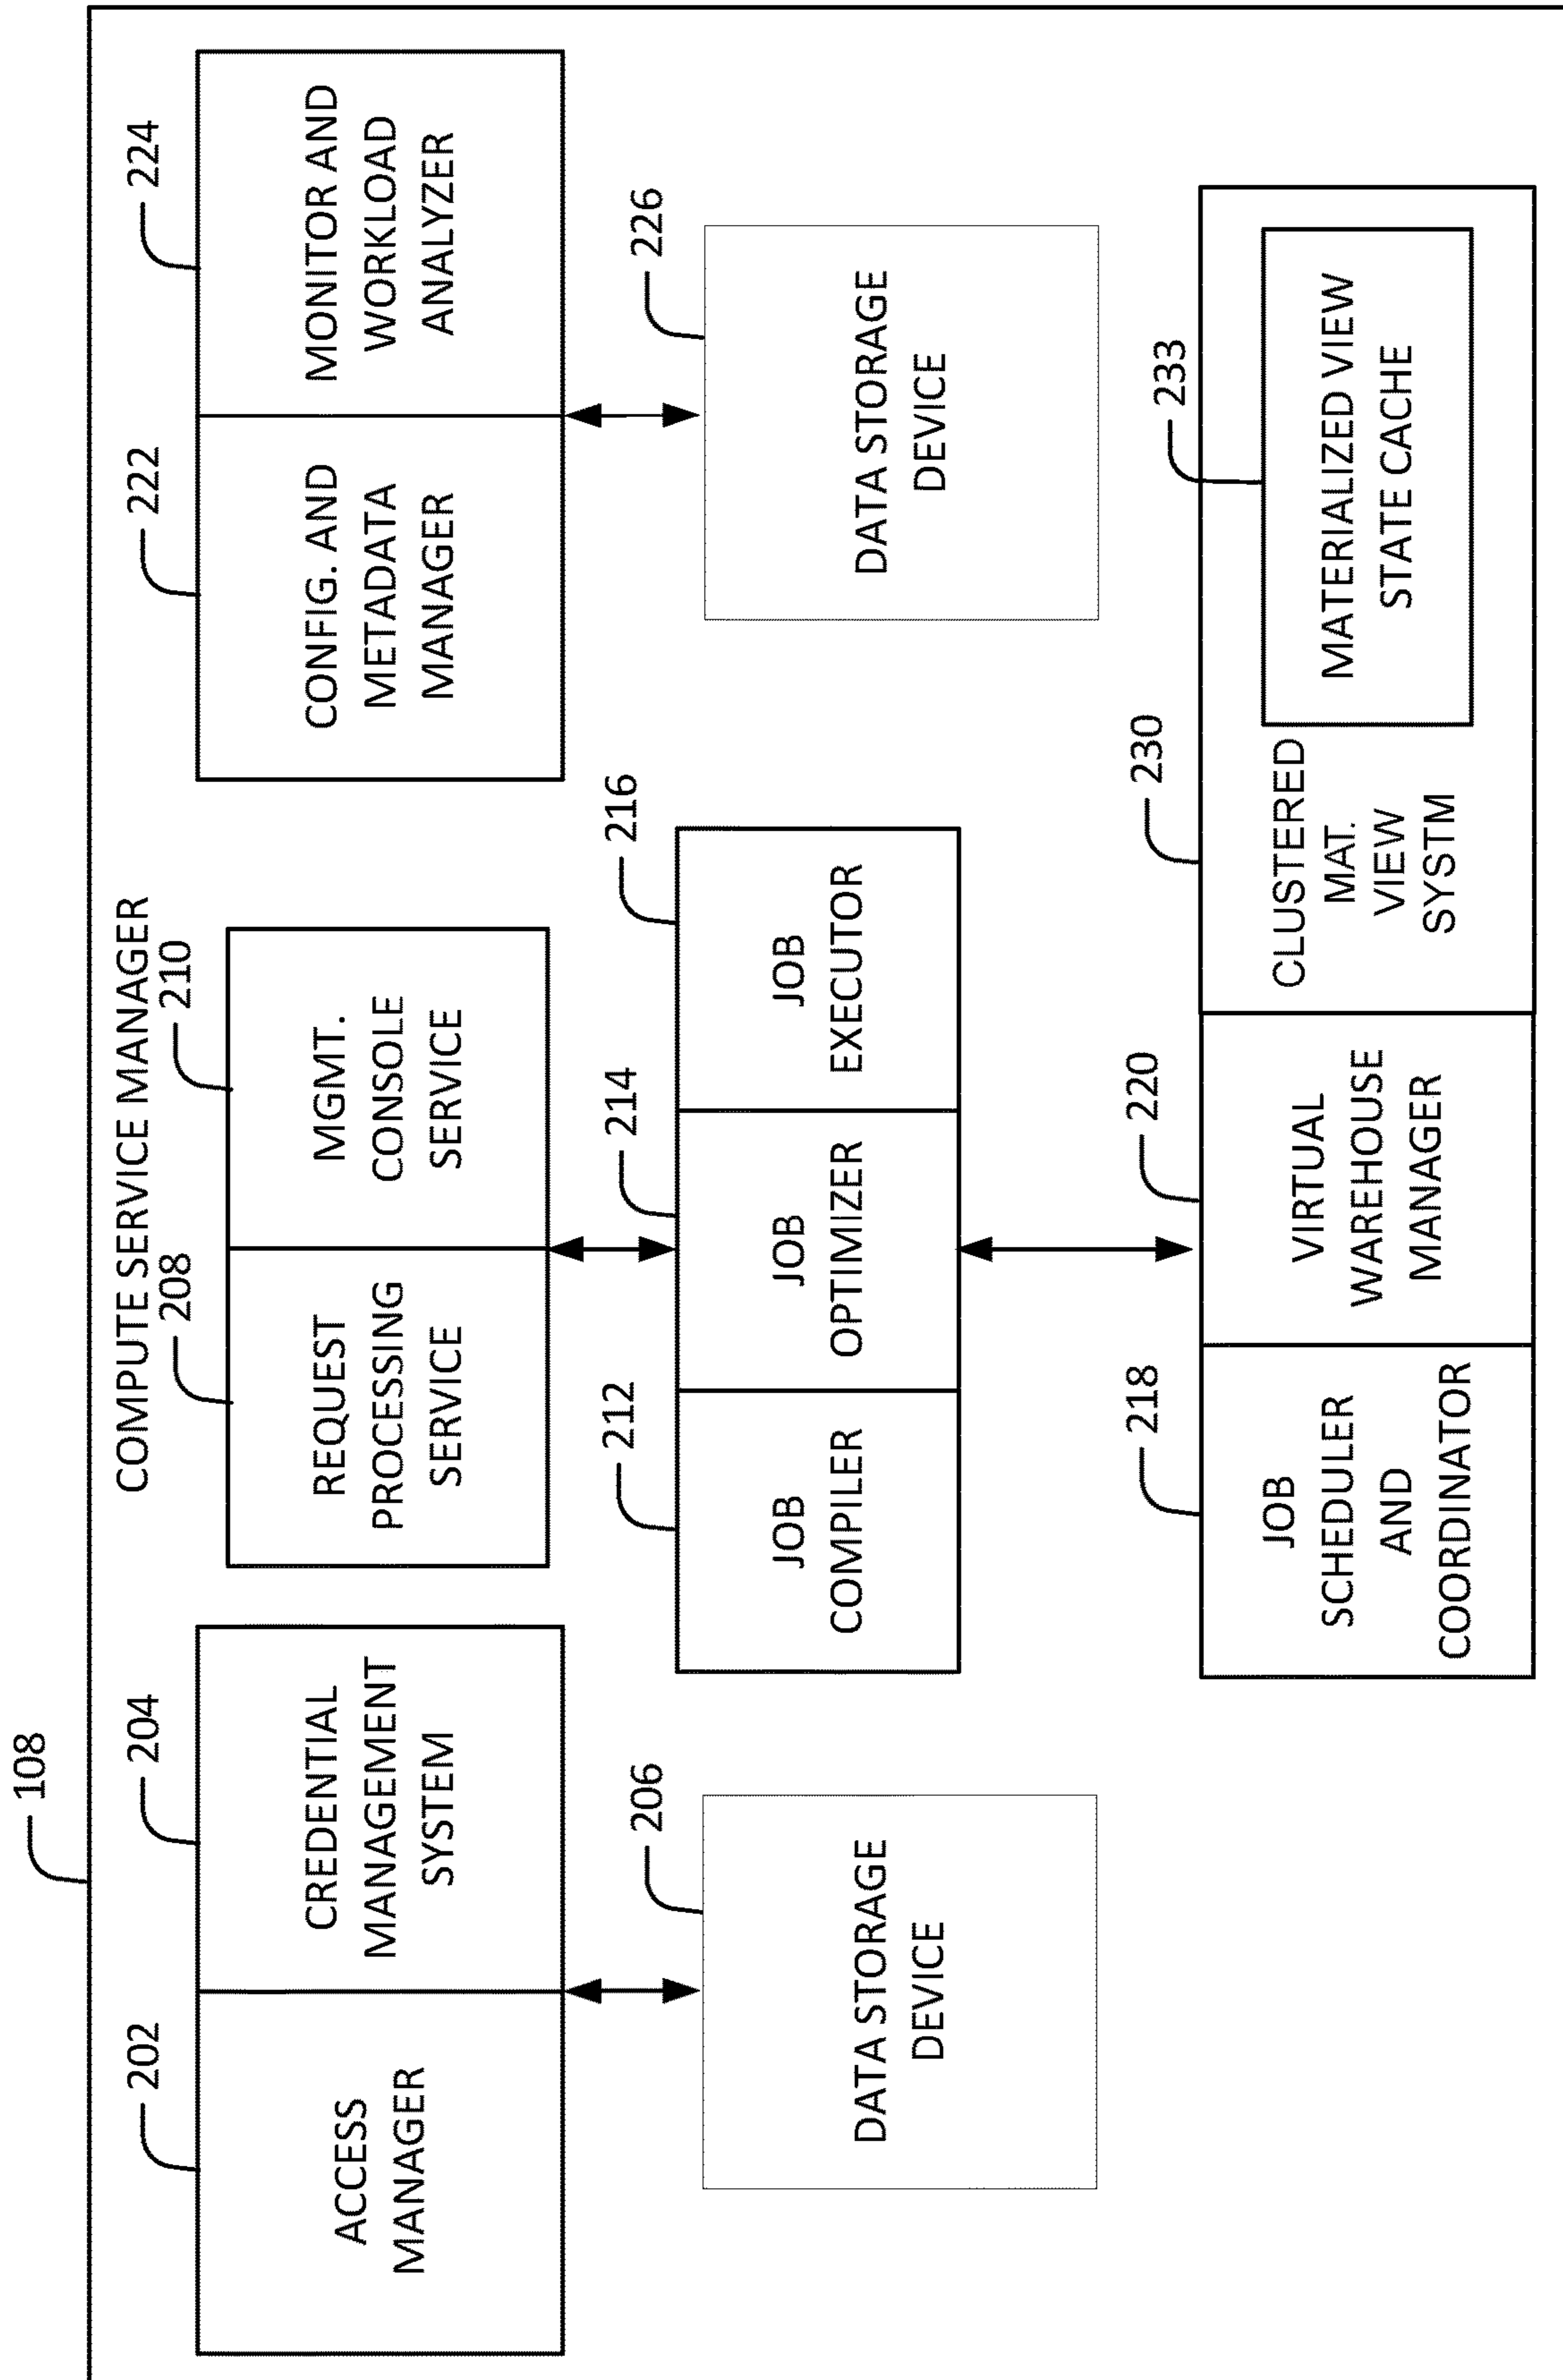 108
COMPUTE SERVICE MANAGER
202
ACCESS
MANAGER
204
CREDENTIAL
MANAGEMENT
SYSTEM
206
DATA STORAGE
DEVICE
208
REQUEST
PROCESSING
SERVICE
210
MGMT.
CONSOLE
SERVICE
212
JOB
COMPILER
214
JOB
OPTIMIZER
216
JOB
EXECUTOR
218
JOB
SCHEDULER
AND
COORDINATOR
220
VIRTUAL
WAREHOUSE
MANAGER
230
CLUSTERED
MAT.
VIEW
SYSTM
233
MATERIALIZED VIEW
STATE CACHE
222
CONFIG. AND
METADATA
MANAGER
224
MONITOR AND
WORKLOAD
ANALYZER
226
DATA STORAGE
DEVICE